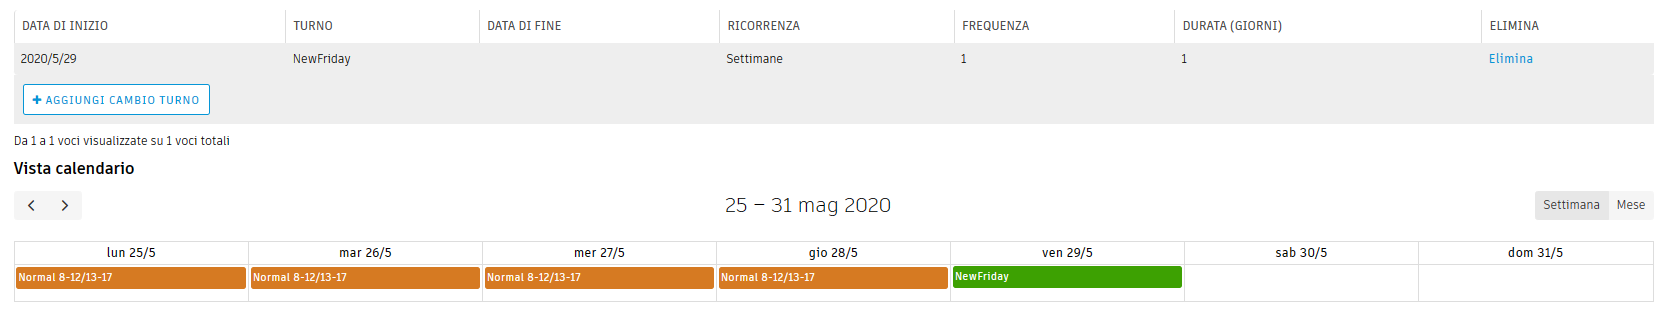 DATA DI INIZIO TURNO DATA DI FINE RICORRENZA FREQUENZA DURATA (GIORNI) ELIMINA
2020/5/29 NewFriday Settimane 1 1 Elimina
+ AGGIUNGI CAMBIO TURNO
Da 1 a 1 voci visualizzate su 1 voci totali
Vista calendario
25 – 31 mag 2020 Settimana Mese
lun 25/5 mar 26/5 mer 27/5 gio 28/5 ven 29/5 sab 30/5 dom 31/5
Normal 8-12/13-17 Normal 8-12/13-17 Normal 8-12/13-17 Normal 8-12/13-17 NewFriday